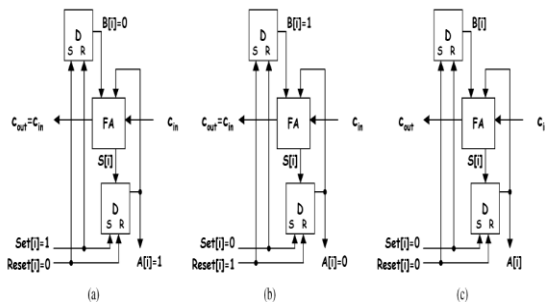 D B[i]=0
S R
c_out=c_in FA c_in
S[i]
D
S R
Set[i]=1
Reset[i]=0 A[i]=1
(a)
D B[i]=1
S R
c_out=c_in FA c_in
S[i]
D
S R
Set[i]=0
Reset[i]=1 A[i]=0
(b)
D B[i]
S R
c_out FA c_i
S[i]
D
S R
Set[i]=0
Reset[i]=0 A[i]
(c)